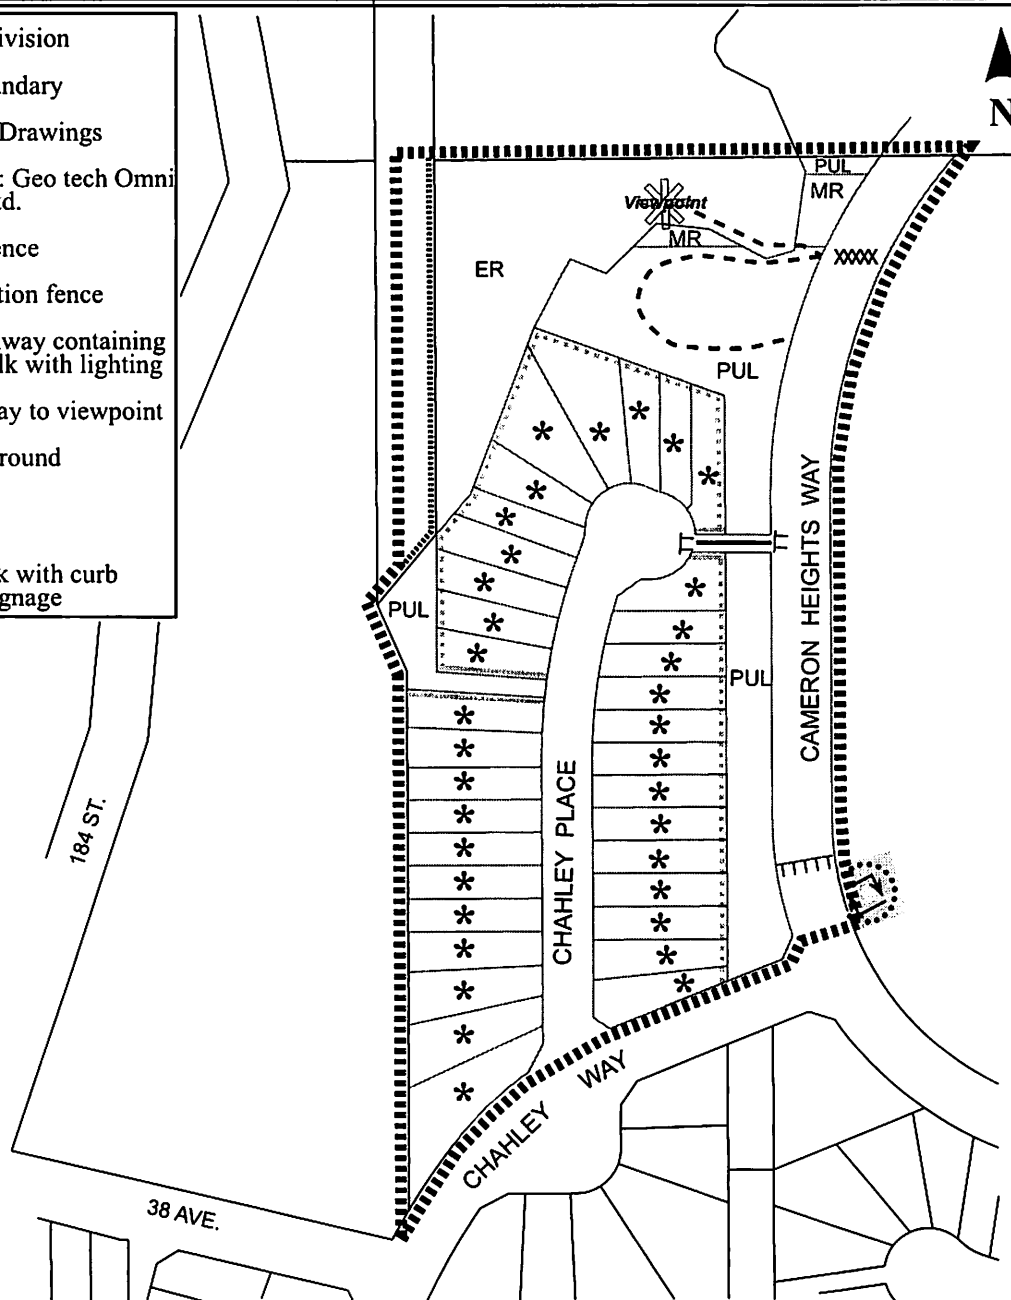 ivision
ndary
Drawings
: Geo tech Omni
td.
ence
tion fence
way containing
lk with lighting
ay to viewpoint
round
k with curb
gnage
N
PUL
MR
Viewpoint
MR
ER
PUL
PUL
PUL
CAMERON HEIGHTS WAY
CHAHLEY PLACE
184 ST.
CHAHLEY WAY
38 AVE.
XXXXX